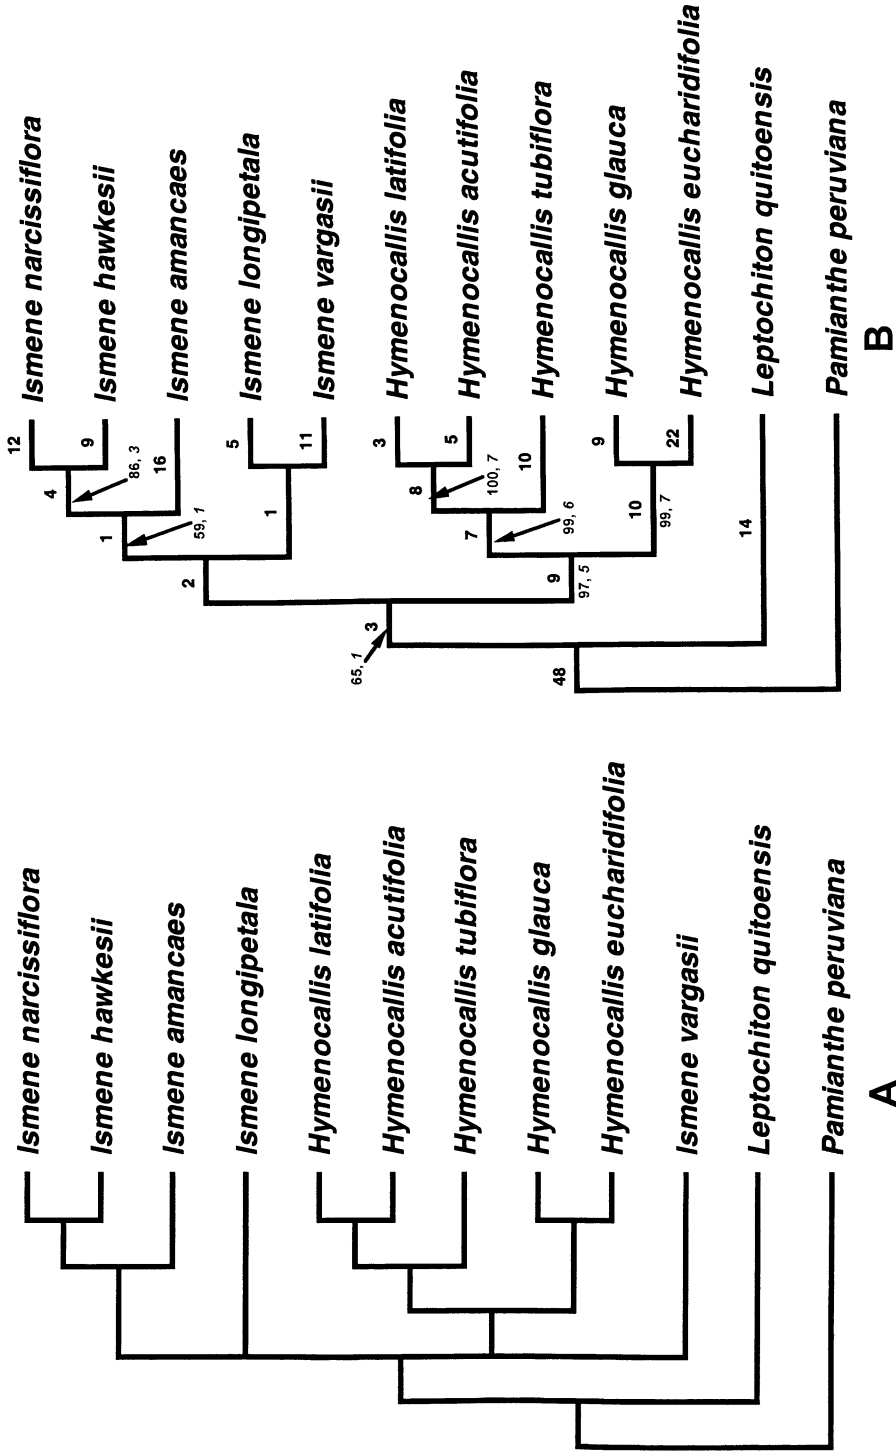 Ismene narcissiflora
Ismene hawkesii
Ismene amancaes
Ismene longipetala
Hymenocallis latifolia
Hymenocallis acutifolia
Hymenocallis tubiflora
Hymenocallis glauca
Hymenocallis eucharidifolia
Ismene vargasii
Leptochiton quitoensis
Pamianthe peruviana
A
12
Ismene narcissiflora
4
9
Ismene hawkesii
86, 3
1
16
Ismene amancaes
59, 1
2
5
Ismene longipetala
1
11
Ismene vargasii
65, 1
3
3
Hymenocallis latifolia
8
5
Hymenocallis acutifolia
100, 7
7
10
Hymenocallis tubiflora
99, 6
9
97, 5
9
Hymenocallis glauca
10
99, 7
22
Hymenocallis eucharidifolia
48
14
Leptochiton quitoensis
Pamianthe peruviana
B